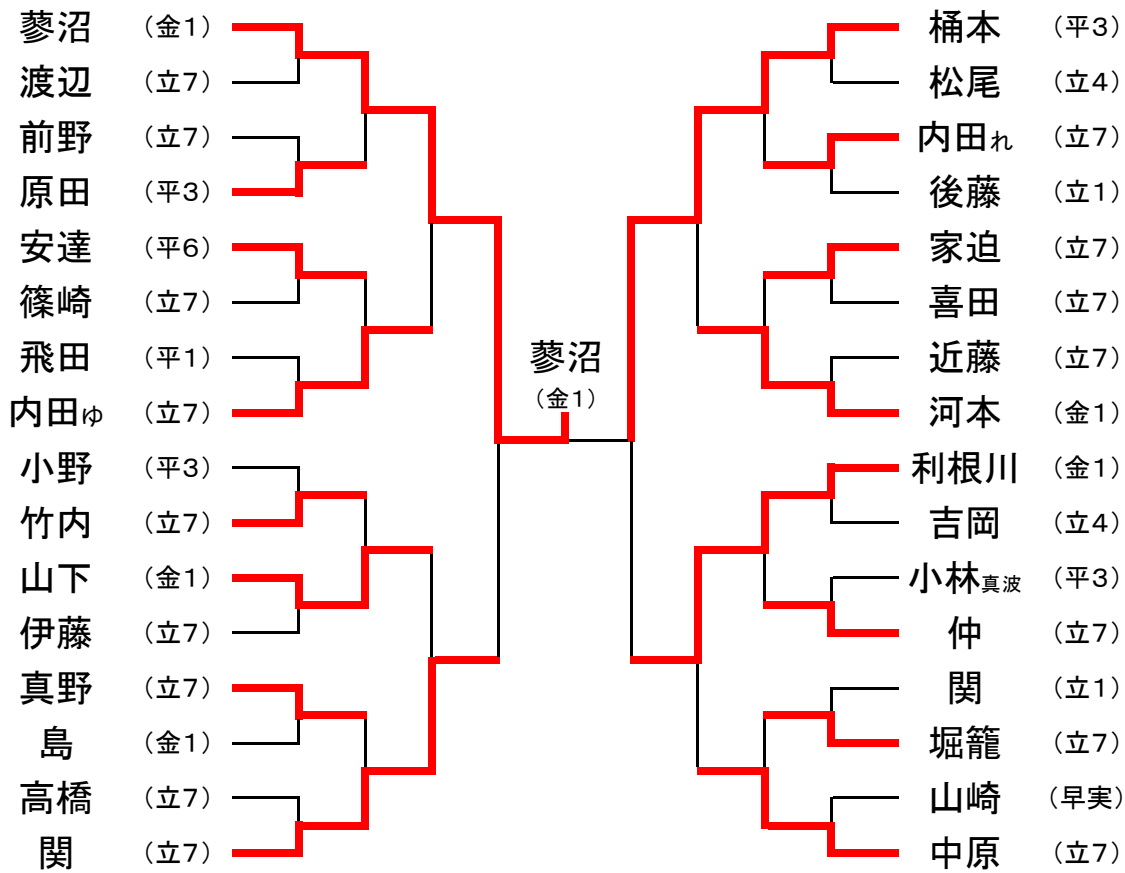 蓼沼 （金1）
渡辺 （立7）
前野 （立7）
原田 （平3）
安達 （平6）
篠崎 （立7）
飛田 （平1）
内田ゆ （立7）
小野 （平3）
竹内 （立7）
山下 （金1）
伊藤 （立7）
真野 （立7）
島 （金1）
高橋 （立7）
関 （立7）
蓼沼
（金1）
桶本 （平3）
松尾 （立4）
内田れ （立7）
後藤 （立1）
家迫 （立7）
喜田 （立7）
近藤 （立7）
河本 （金1）
利根川 （金1）
吉岡 （立4）
小林真波 （平3）
仲 （立7）
関 （立1）
堀籠 （立7）
山崎 （早実）
中原 （立7）